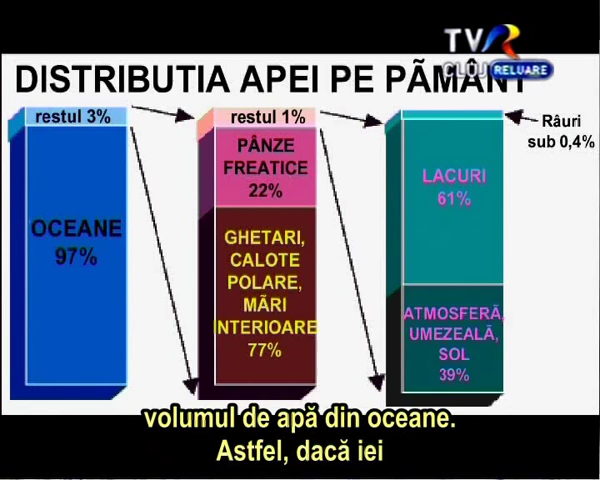 TVR
CLUJ RELUARE
DISTRIBUTIA APEI PE PÃMÂNT
restul 3%
OCEANE
97%
restul 1%
PÂNZE
FREATICE
22%
GHETARI,
CALOTE
POLARE,
MÃRI
INTERIOARE
77%
Râuri
sub 0,4%
LACURI
61%
ATMOSFERÃ,
UMEZEALÃ,
SOL
39%
volumul de apă din oceane.
Astfel, dacă iei